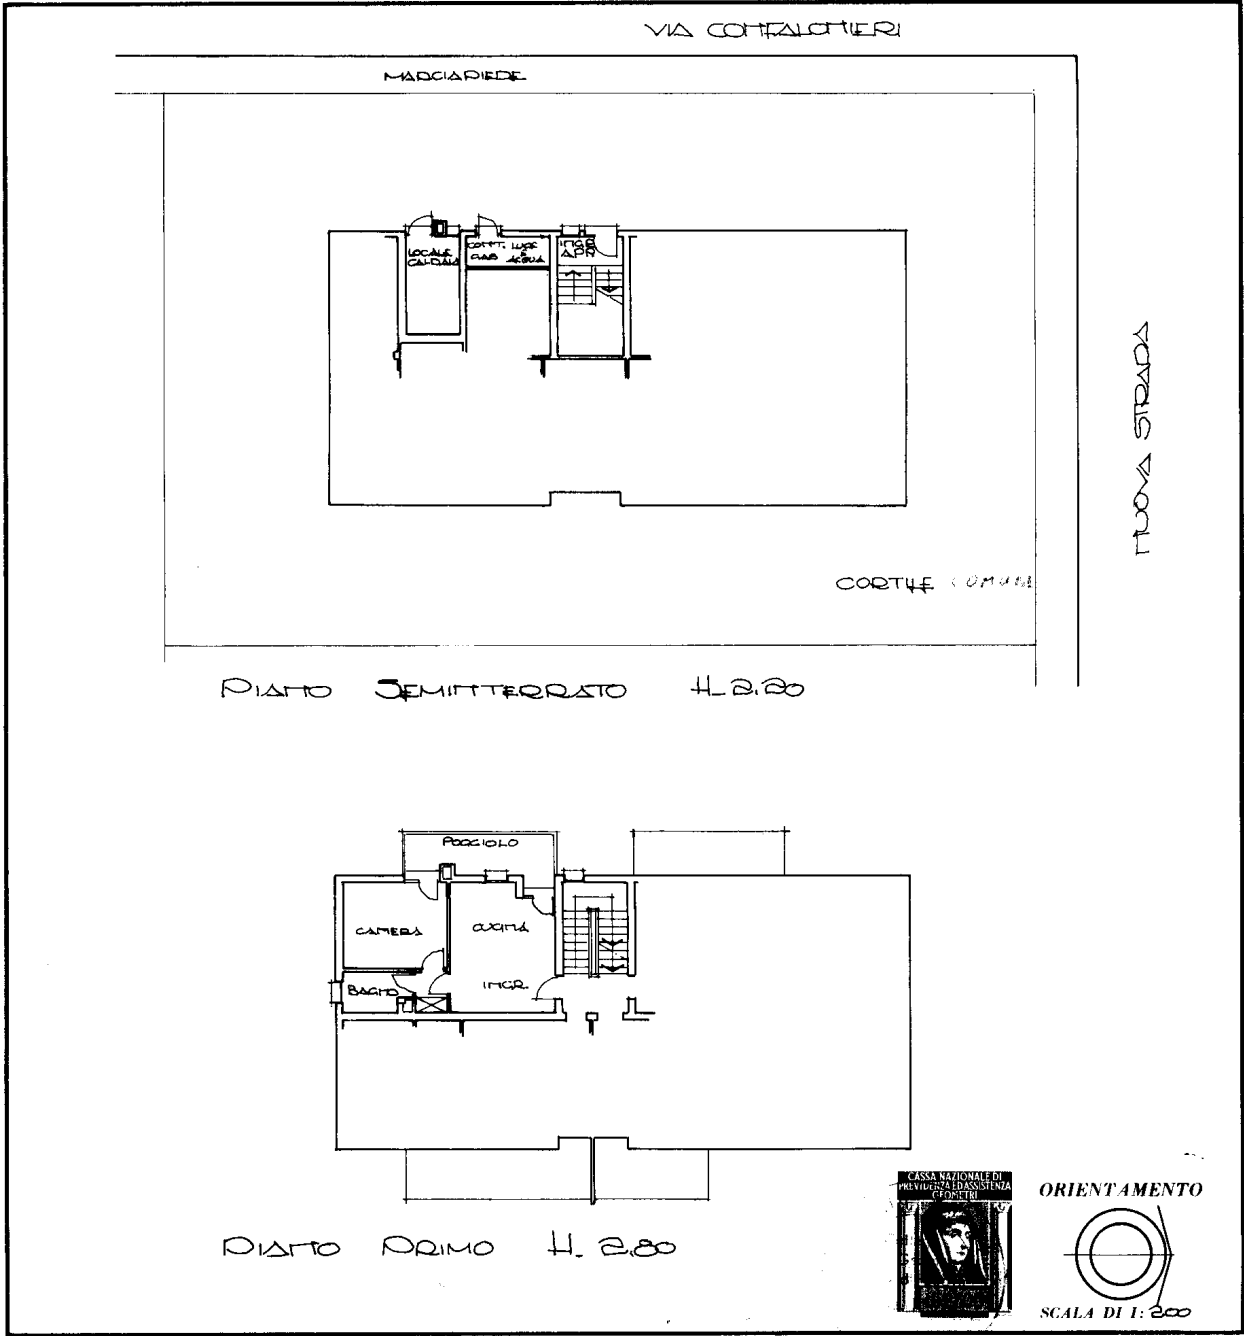 VIA CONFALONIERI
MARCIAPIEDE
LOCALE
CALDAIA
CONT. LUCE
GAS E ACQUA
INGR
APP.
NUOVA STRADA
CORTILE COMUNE
PIANO SEMINTERRATO H. 2.20
POGGIOLO
CAMERA
CUCINA
BAGNO
INGR.
CASSA NAZIONALE DI
PREVIDENZA ED ASSISTENZA
GEOMETRI
ORIENTAMENTO
PIANO PRIMO H. 2,80
SCALA DI 1: 200